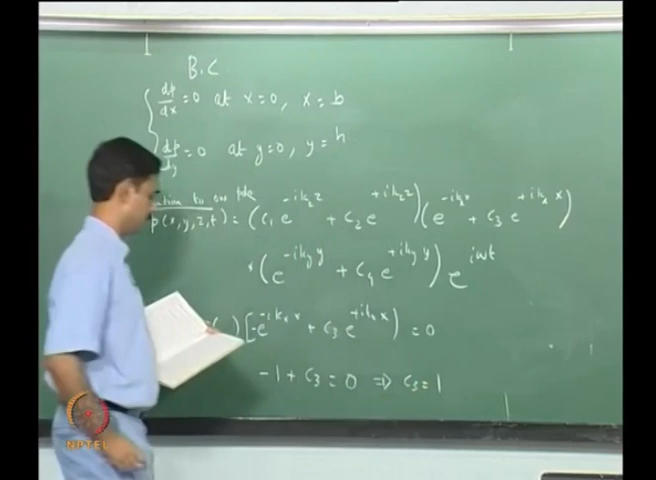 B.C
dp/dx = 0 at x=0, x = b
dp/dy = 0 at y=0, y = h
to our pde
p(x,y,z,t) = (C₁ e^{-ik_z z} + C₂ e^{+ik_z z}) (e^{-ik_x x} + C₃ e^{+ik_x x})
* (e^{-ik_y y} + C₄ e^{+ik_y y}) e^{iωt}
) [-e^{-ik_x x} + C₃ e^{+ik_x x}) = 0
-1 + C₃ = 0 ⇒ C₃ = 1
NPTEL